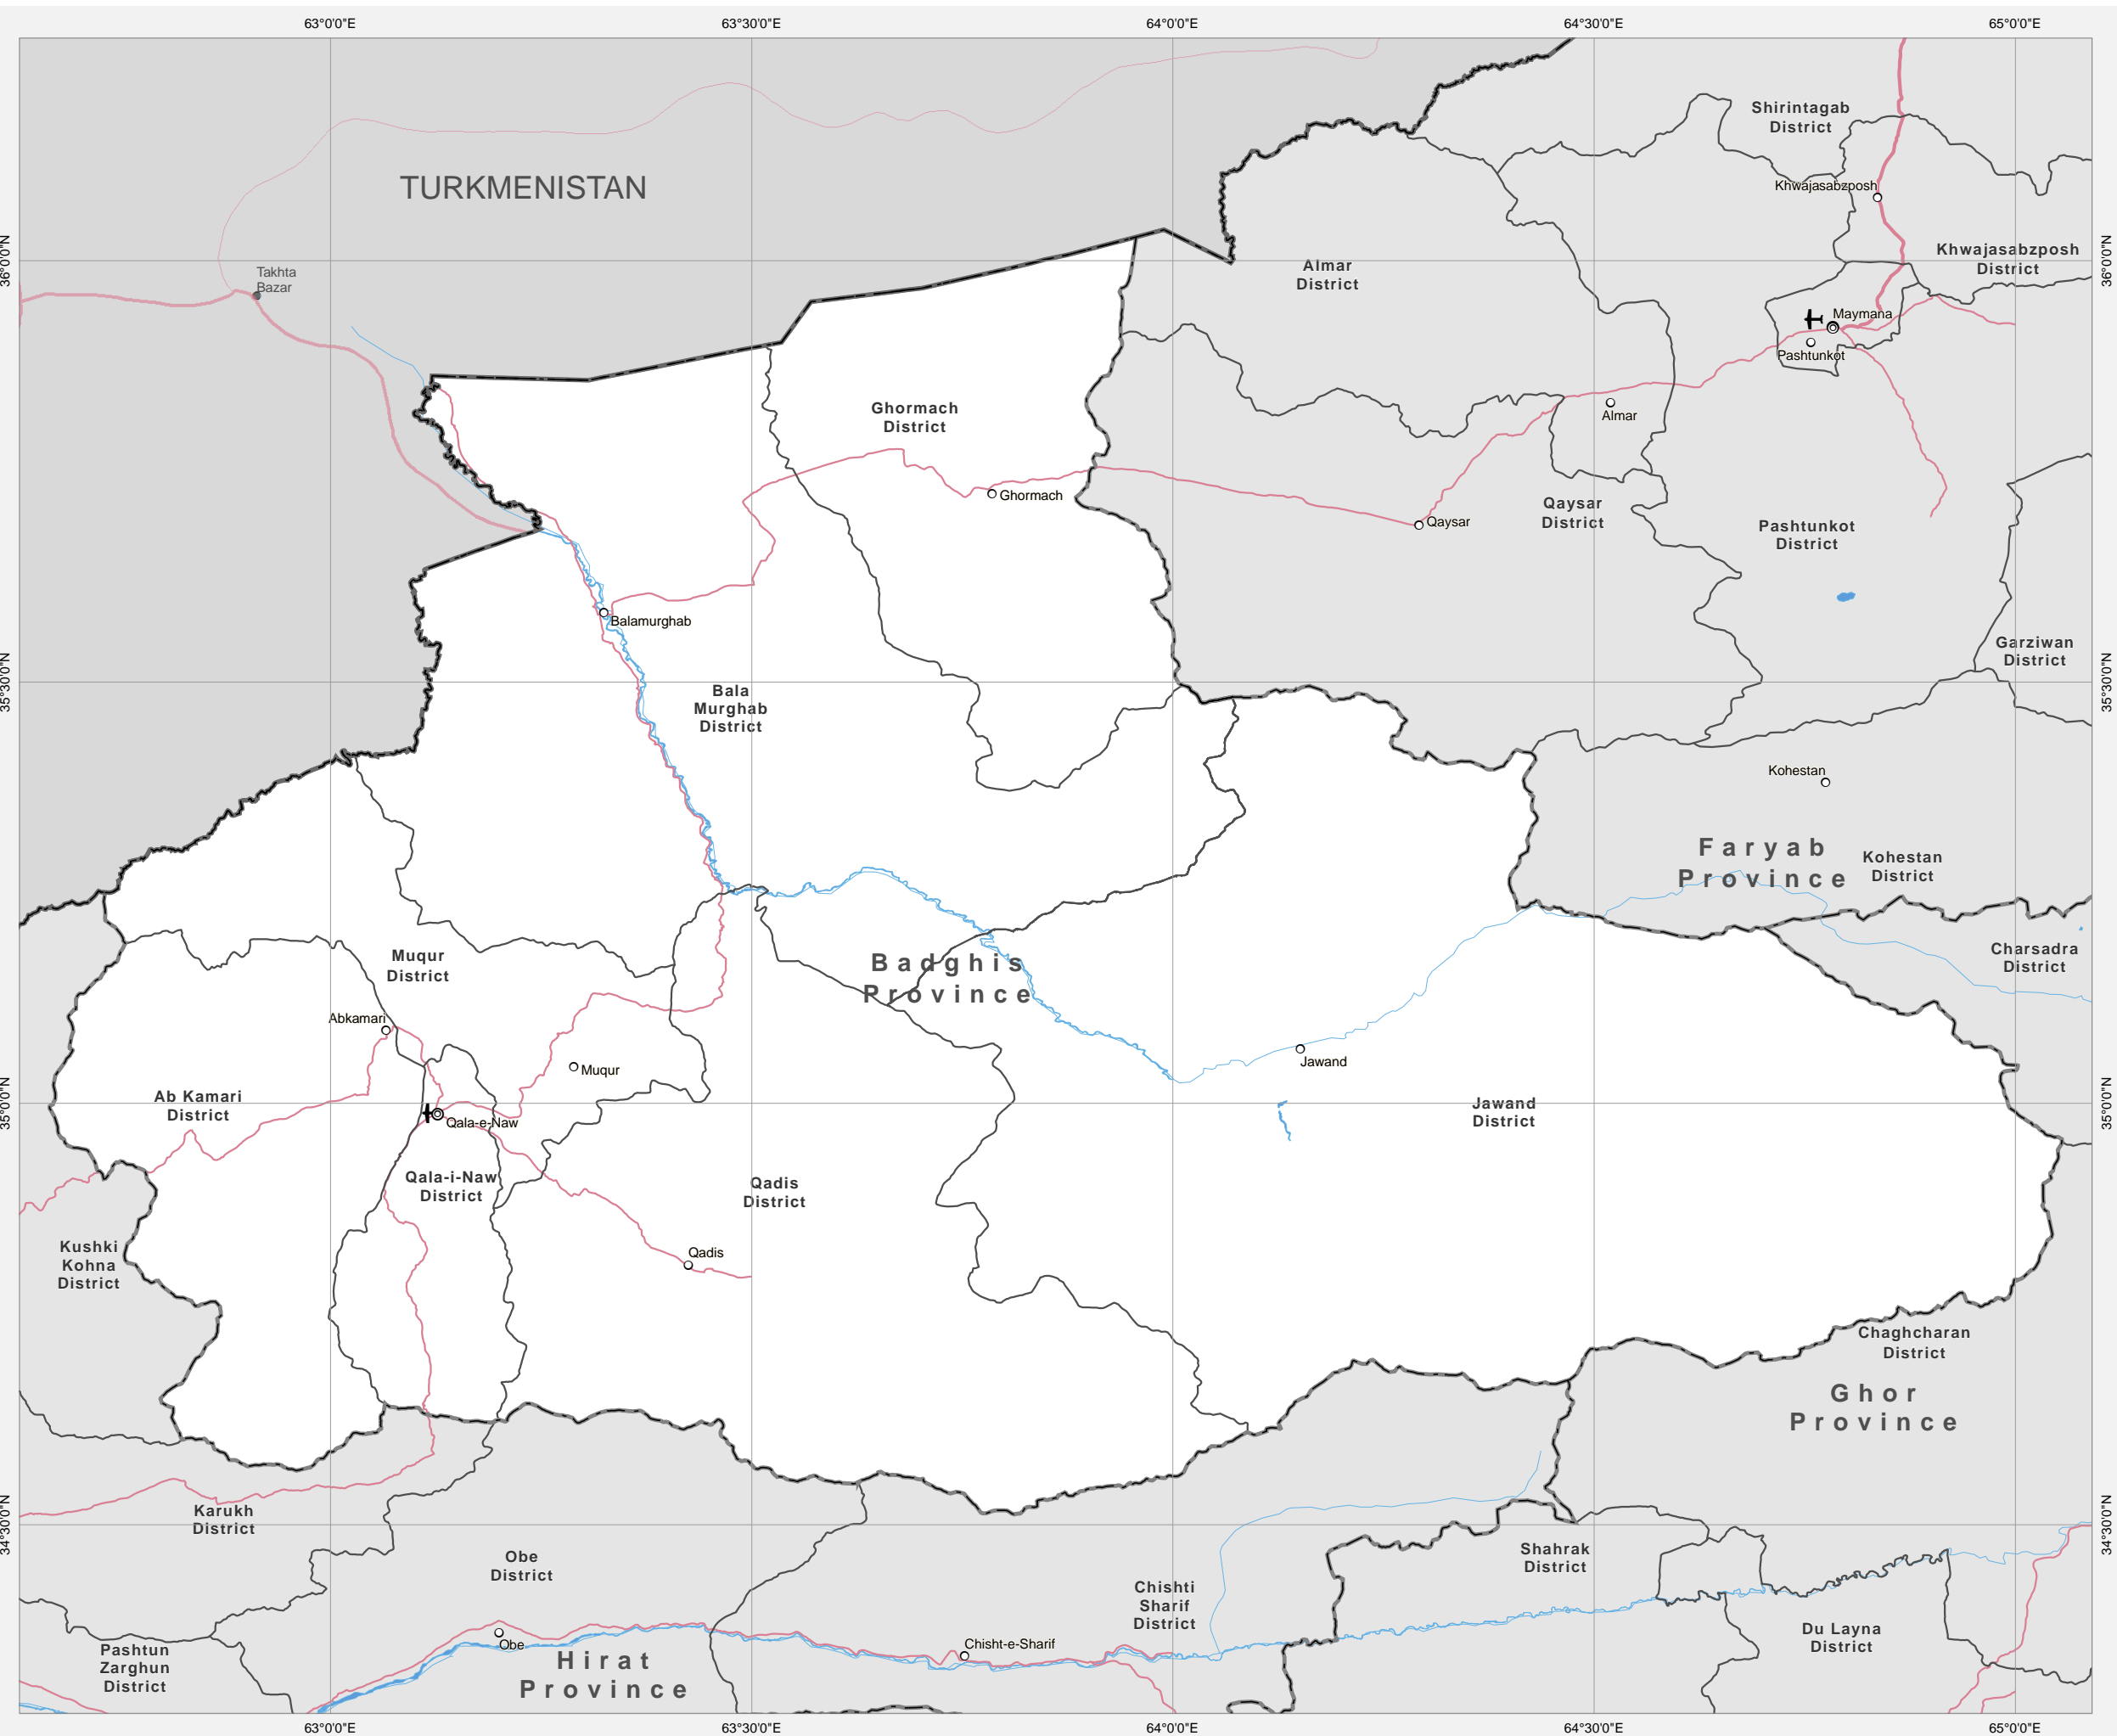 63°0'0"E
63°30'0"E
64°0'0"E
64°30'0"E
65°0'0"E
Shirintagab
District
TURKMENISTAN
Khwajasabzposh
36°0'0"N
36°0'0"N
Khwajasabzposh
District
Almar
District
Takhta
Bazar
Maymana
Pashtunkot
Ghormach
District
Almar
Ghormach
Qaysar
District
Qaysar
Pashtunkot
District
Balamurghab
Garziwan
District
35°30'0"N
35°30'0"N
Bala
Murghab
District
Kohestan
Faryab
Province
Kohestan
District
Muqur
District
Badghis
Province
Charsadra
District
Abkamari
Muqur
Jawand
Ab Kamari
District
35°0'0"N
35°0'0"N
Jawand
District
Qala-e-Naw
Qala-i-Naw
District
Qadis
District
Kushki
Kohna
District
Qadis
Chaghcharan
District
Ghor
Province
Karukh
District
34°30'0"N
34°30'0"N
Obe
District
Shahrak
District
Chishti
Sharif
District
Pashtun
Zarghun
District
Obe
Chisht-e-Sharif
Du Layna
District
Hirat
Province
63°0'0"E
63°30'0"E
64°0'0"E
64°30'0"E
65°0'0"E